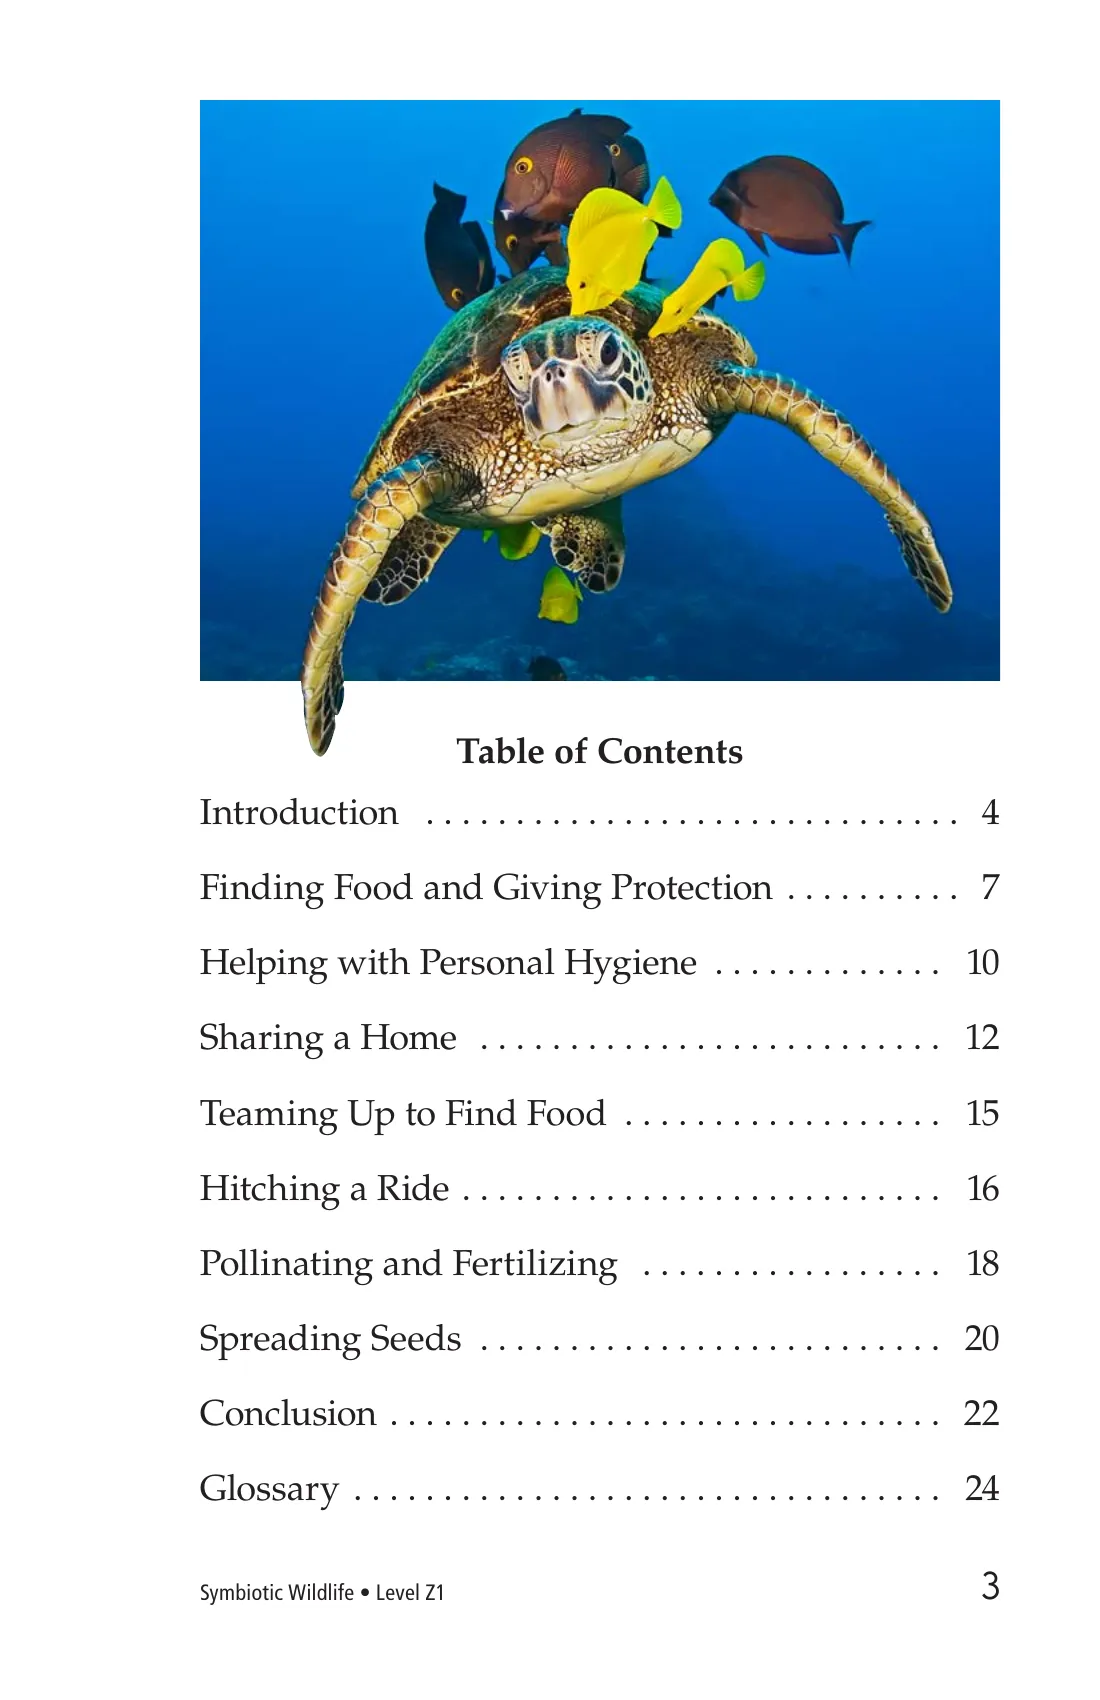 Table of Contents
Introduction . . . . . . . . . . . . . . . . . . . . . . . . . . . . . . 4
Finding Food and Giving Protection . . . . . . . . . . 7
Helping with Personal Hygiene . . . . . . . . . . . . . 10
Sharing a Home . . . . . . . . . . . . . . . . . . . . . . . . . . 12
Teaming Up to Find Food . . . . . . . . . . . . . . . . . . 15
Hitching a Ride . . . . . . . . . . . . . . . . . . . . . . . . . . . 16
Pollinating and Fertilizing . . . . . . . . . . . . . . . . . 18
Spreading Seeds . . . . . . . . . . . . . . . . . . . . . . . . . . 20
Conclusion . . . . . . . . . . . . . . . . . . . . . . . . . . . . . . . 22
Glossary . . . . . . . . . . . . . . . . . . . . . . . . . . . . . . . . . 24
Symbiotic Wildlife • Level Z1 3